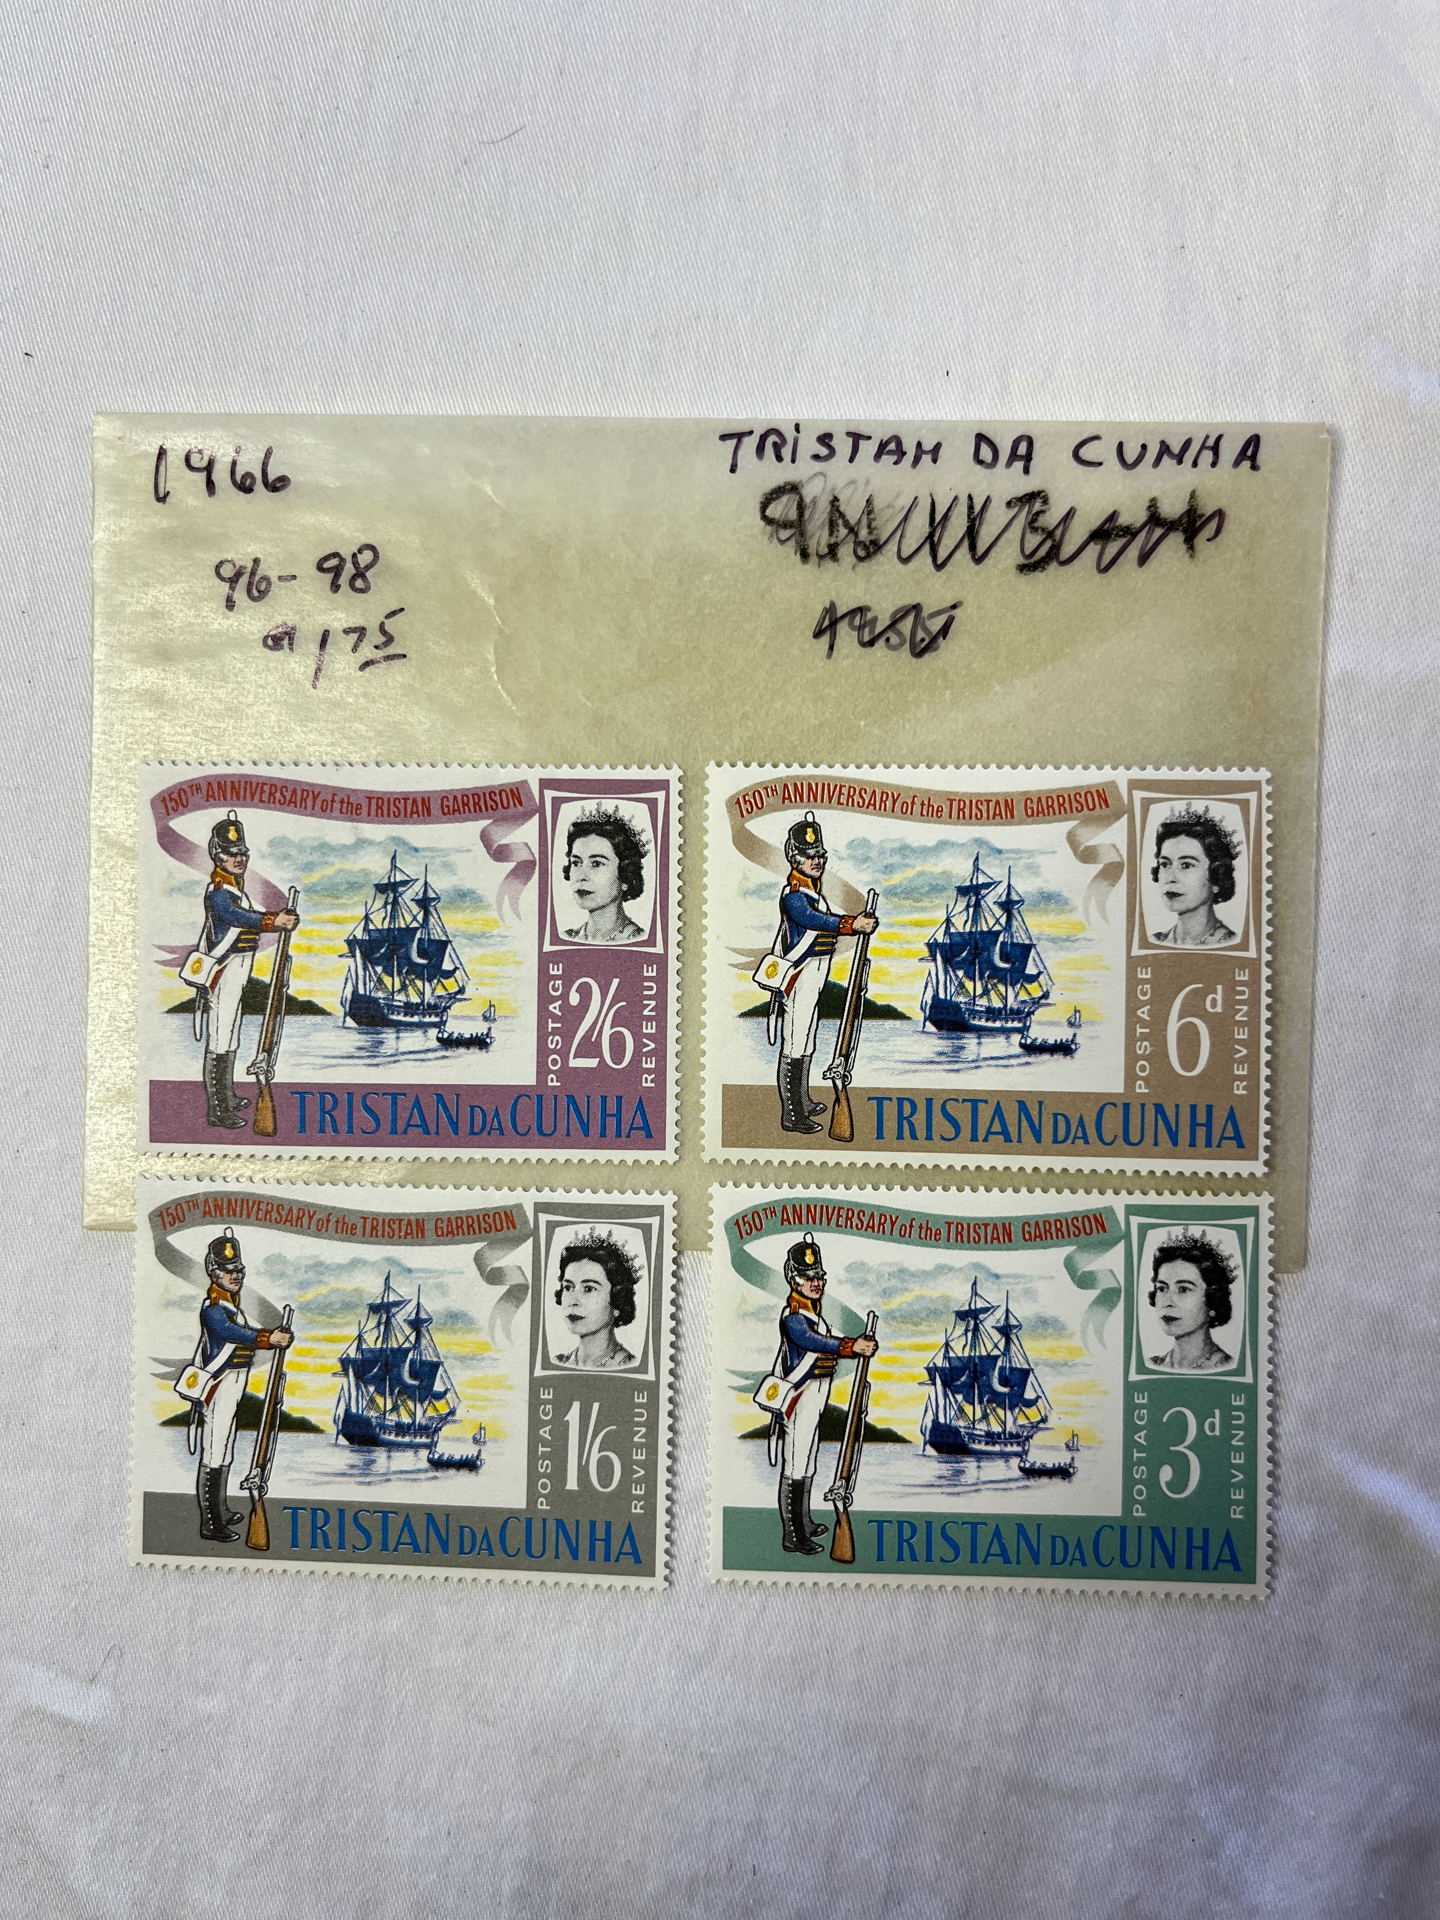 1966
TRISTAN DA CUNHA
96-98
175
150TH ANNIVERSARY of the TRISTAN GARRISON
POSTAGE
2/6
REVENUE
TRISTAN DA CUNHA
150TH ANNIVERSARY of the TRISTAN GARRISON
POSTAGE
6d
REVENUE
TRISTAN DA CUNHA
150TH ANNIVERSARY of the TRISTAN GARRISON
POSTAGE
1/6
REVENUE
TRISTAN DA CUNHA
150TH ANNIVERSARY of the TRISTAN GARRISON
POSTAGE
3d
REVENUE
TRISTAN DA CUNHA